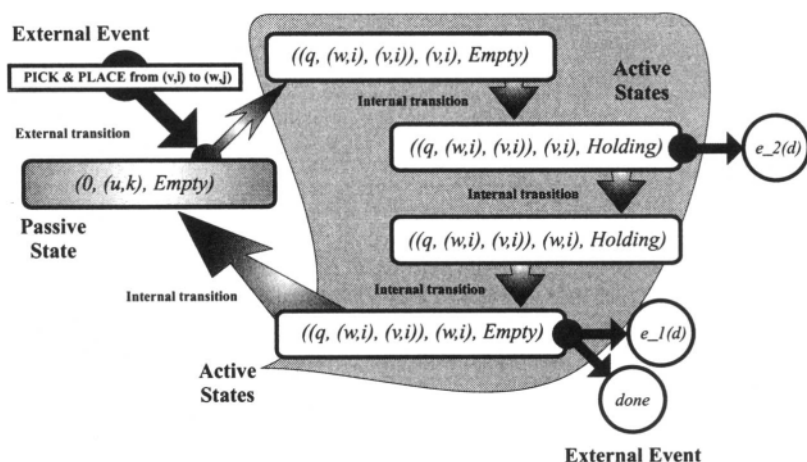 External Event
PICK & PLACE from (v,i) to (w,j)
External transition
(0, (u,k), Empty)
Passive
State
((q, (w,i), (v,i)), (v,i), Empty)
Internal transition
Active
States
((q, (w,i), (v,i)), (v,i), Holding)
e_2(d)
Internal transition
((q, (w,i), (v,i)), (w,i), Holding)
Internal transition
Internal transition
((q, (w,i), (v,i)), (w,i), Empty)
e_1(d)
Active
States
done
External Event